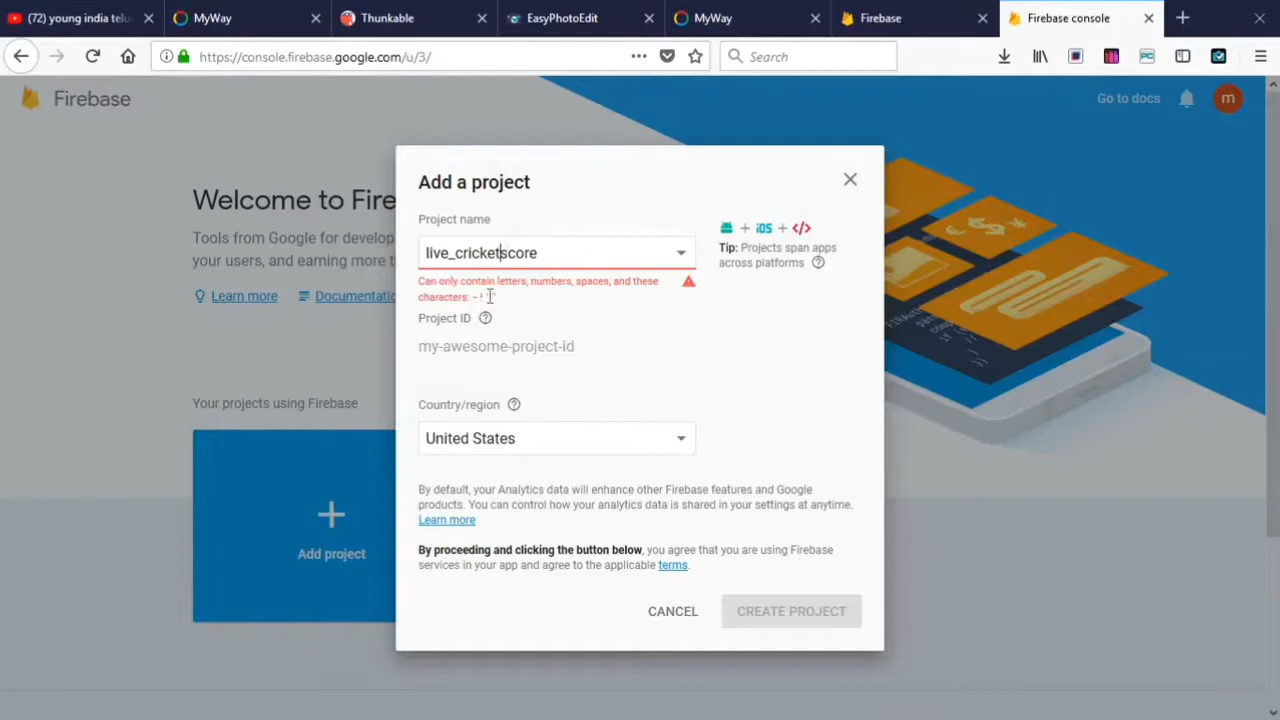 (72) young india tel
MyWay
Thunkable
EasyPhotoEdit
MyWay
Firebase
Firebase console
https://console.firebase.google.com/u/3/
Search
Firebase
Go to docs
m
Welcome to Fire
Tools from Google for develop
users, and earning more
Learn more
Documentatio
Your projects using Firebase
Add project
Add a project
Project name
live_cricketscore
Can only contain letters, numbers, spaces, and these
characters: -!
+ iOS + </>
Tip: Projects span apps
across platforms
Project ID
my-awesome-project-id
Country/region
United States
By default, your Analytics data will enhance other Firebase features and Google
products. You can control how your analytics data is shared in your settings at anytime.
Learn more
By proceeding and clicking the button below, you agree that you are using Firebase
services in your app and agree to the applicable terms.
CANCEL
CREATE PROJECT